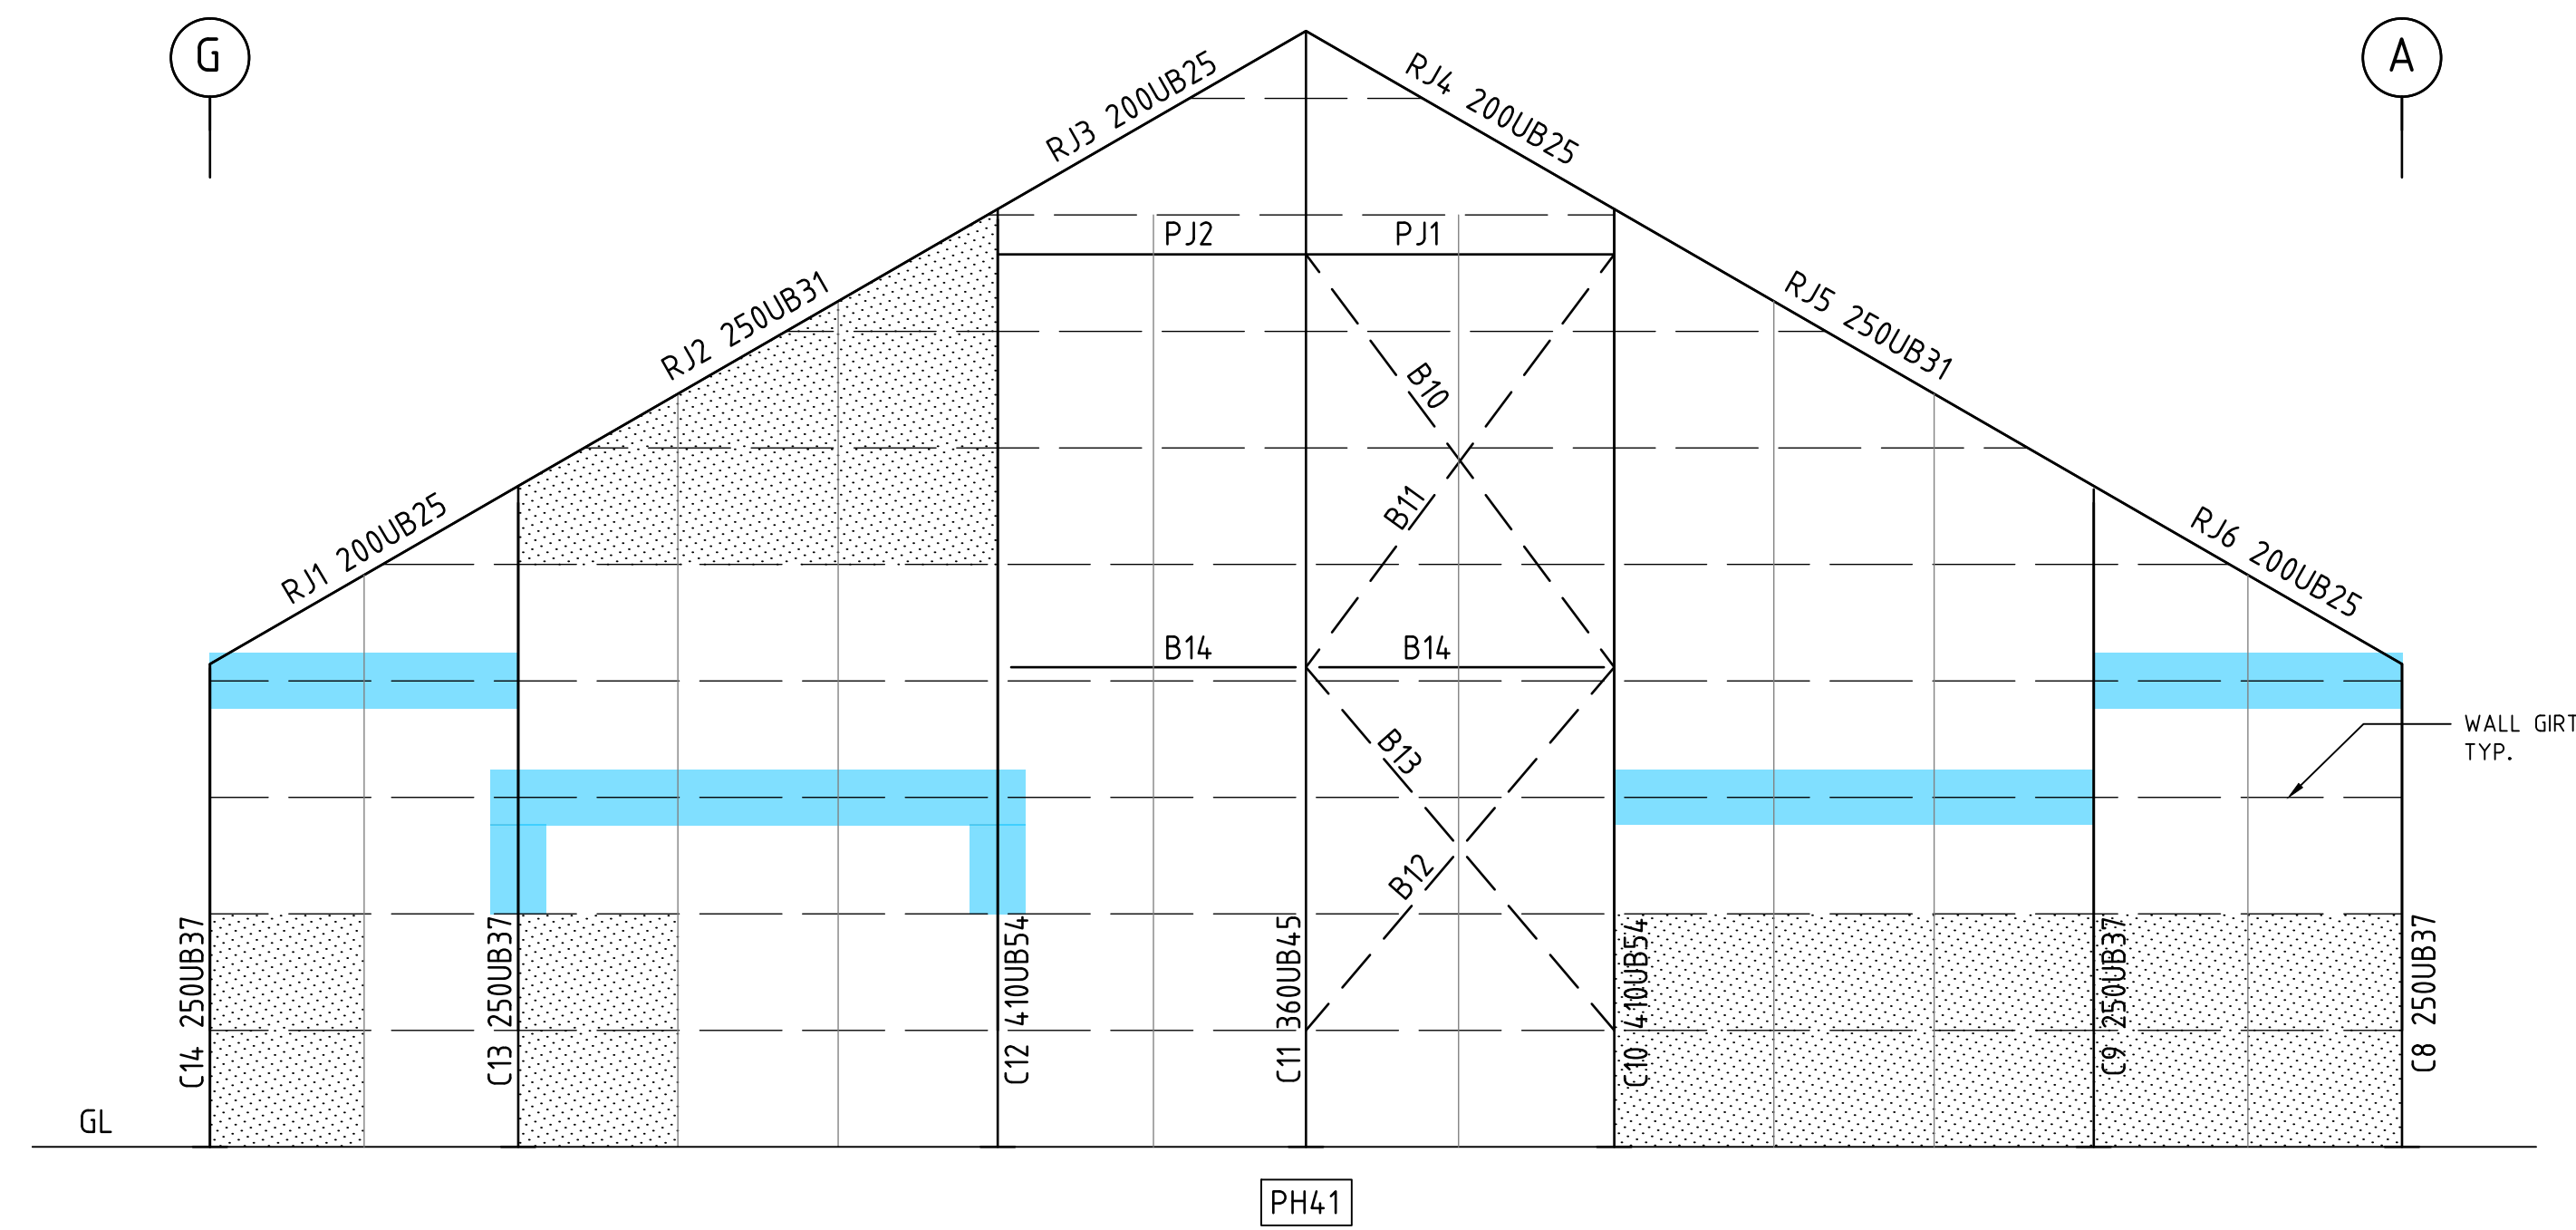 G
A
RJ3 200UB25
RJ4 200UB25
PJ2
PJ1
RJ2 250UB31
RJ5 250UB31
B10
B11
RJ1 200UB25
RJ6 200UB25
B14
B14
WALL GIRT
TYP.
B13
B12
C14 250UB37
C13 250UB37
C12 410UB54
C11 360UB45
C10 410UB54
C9 250UB37
C8 250UB37
GL
PH41